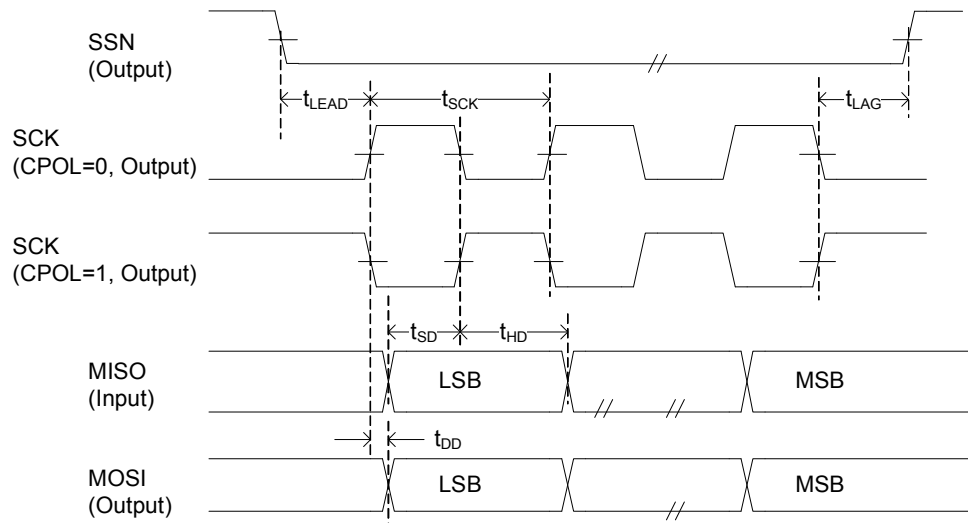 SSN
(Output)
tLEAD
tSCK
tLAG
SCK
(CPOL=0, Output)
SCK
(CPOL=1, Output)
tSD
tHD
MISO
(Input)
LSB
MSB
tDD
MOSI
(Output)
LSB
MSB